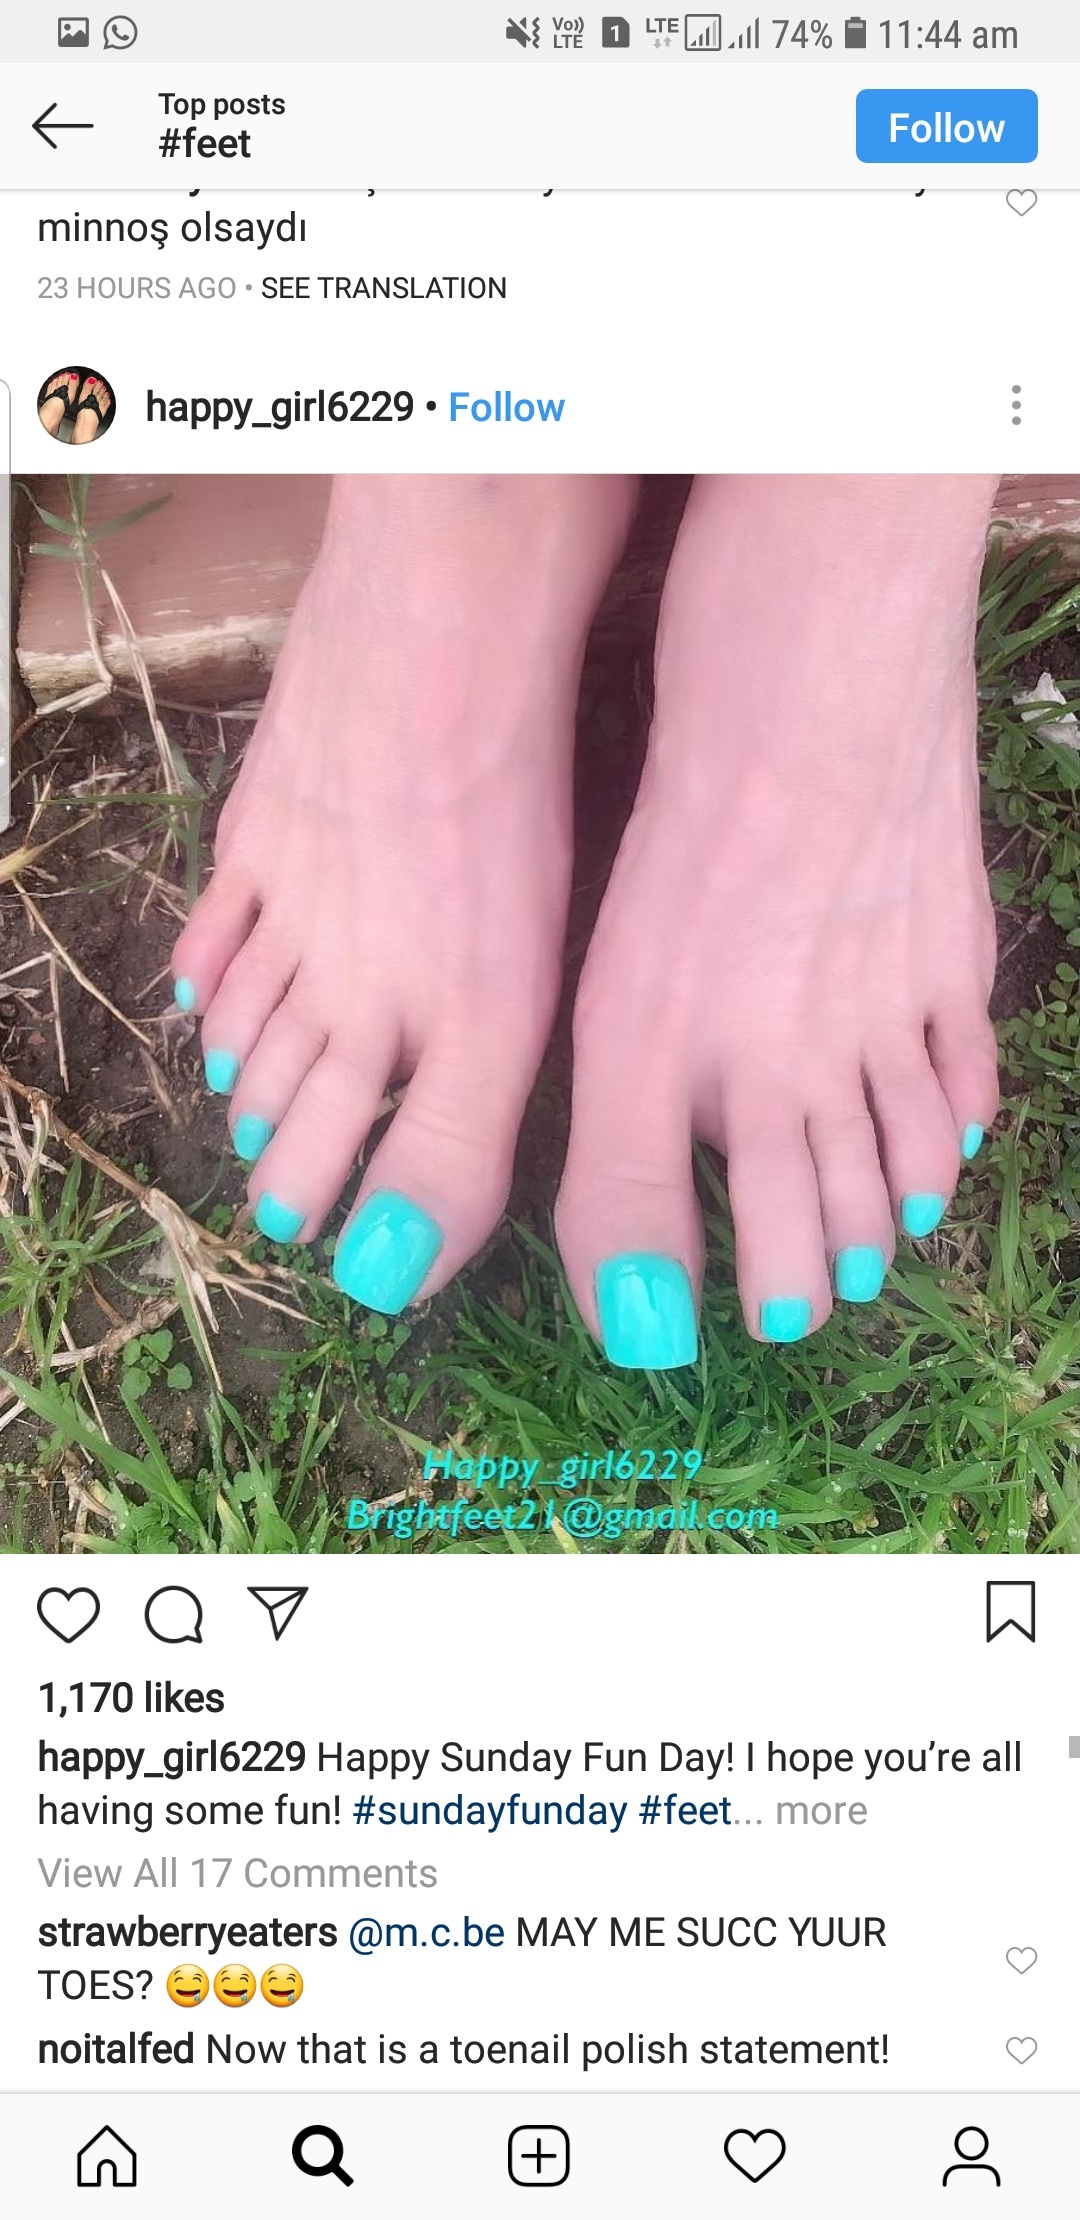 Vo))
LTE
1
LTE
74%
11:44 am
Top posts
#feet
Follow
minnoş olsaydı
23 HOURS AGO • SEE TRANSLATION
happy_girl6229 • Follow
Happy_girl6229
Brightfeet21@gmail.com
1,170 likes
happy_girl6229 Happy Sunday Fun Day! I hope you’re all
having some fun! #sundayfunday #feet... more
View All 17 Comments
strawberryeaters @m.c.be MAY ME SUCC YUUR
TOES? 🤤🤤🤤
noitalfed Now that is a toenail polish statement!